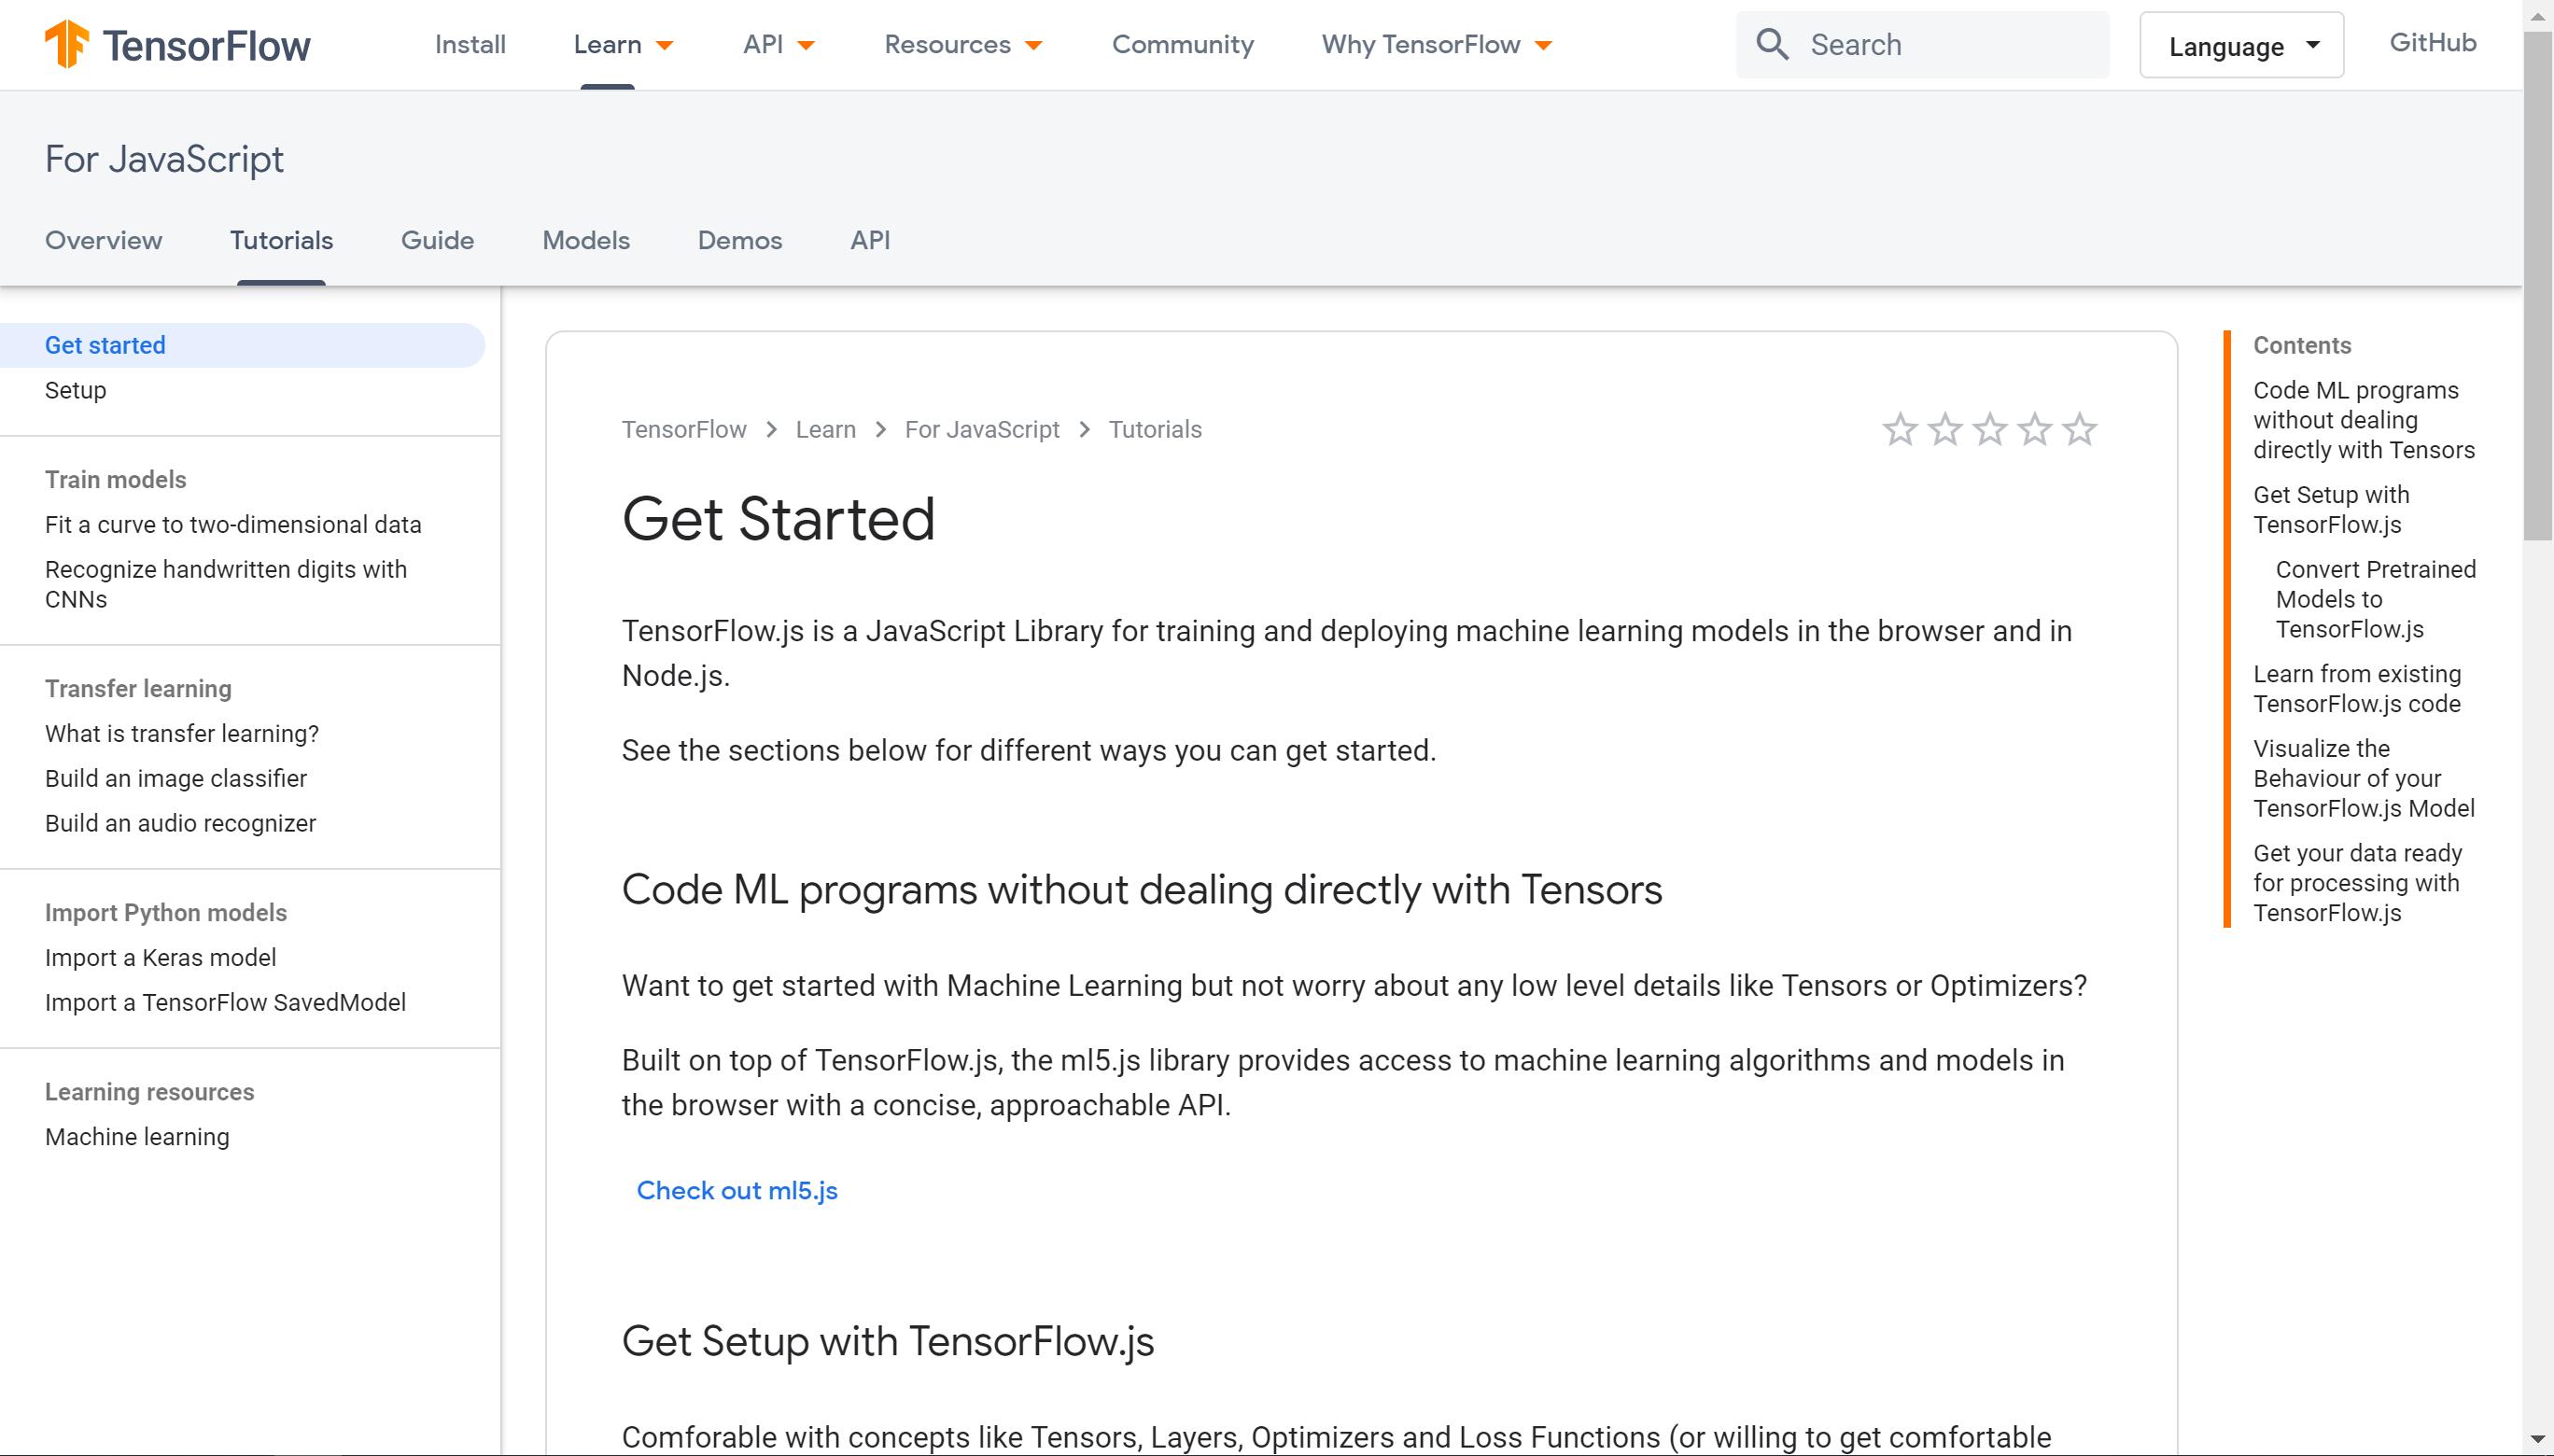 TensorFlow
Install
Learn
API
Resources
Community
Why TensorFlow
Search
Language
GitHub
For JavaScript
Overview
Tutorials
Guide
Models
Demos
API
Get started
Setup
Train models
Fit a curve to two-dimensional data
Recognize handwritten digits with
CNNs
Transfer learning
What is transfer learning?
Build an image classifier
Build an audio recognizer
Import Python models
Import a Keras model
Import a TensorFlow SavedModel
Learning resources
Machine learning
TensorFlow > Learn > For JavaScript > Tutorials
Get Started
TensorFlow.js is a JavaScript Library for training and deploying machine learning models in the browser and in
Node.js.
See the sections below for different ways you can get started.
Code ML programs without dealing directly with Tensors
Want to get started with Machine Learning but not worry about any low level details like Tensors or Optimizers?
Built on top of TensorFlow.js, the ml5.js library provides access to machine learning algorithms and models in
the browser with a concise, approachable API.
Check out ml5.js
Get Setup with TensorFlow.js
Comforable with concepts like Tensors, Layers, Optimizers and Loss Functions (or willing to get comfortable
Contents
Code ML programs
without dealing
directly with Tensors
Get Setup with
TensorFlow.js
Convert Pretrained
Models to
TensorFlow.js
Learn from existing
TensorFlow.js code
Visualize the
Behaviour of your
TensorFlow.js Model
Get your data ready
for processing with
TensorFlow.js